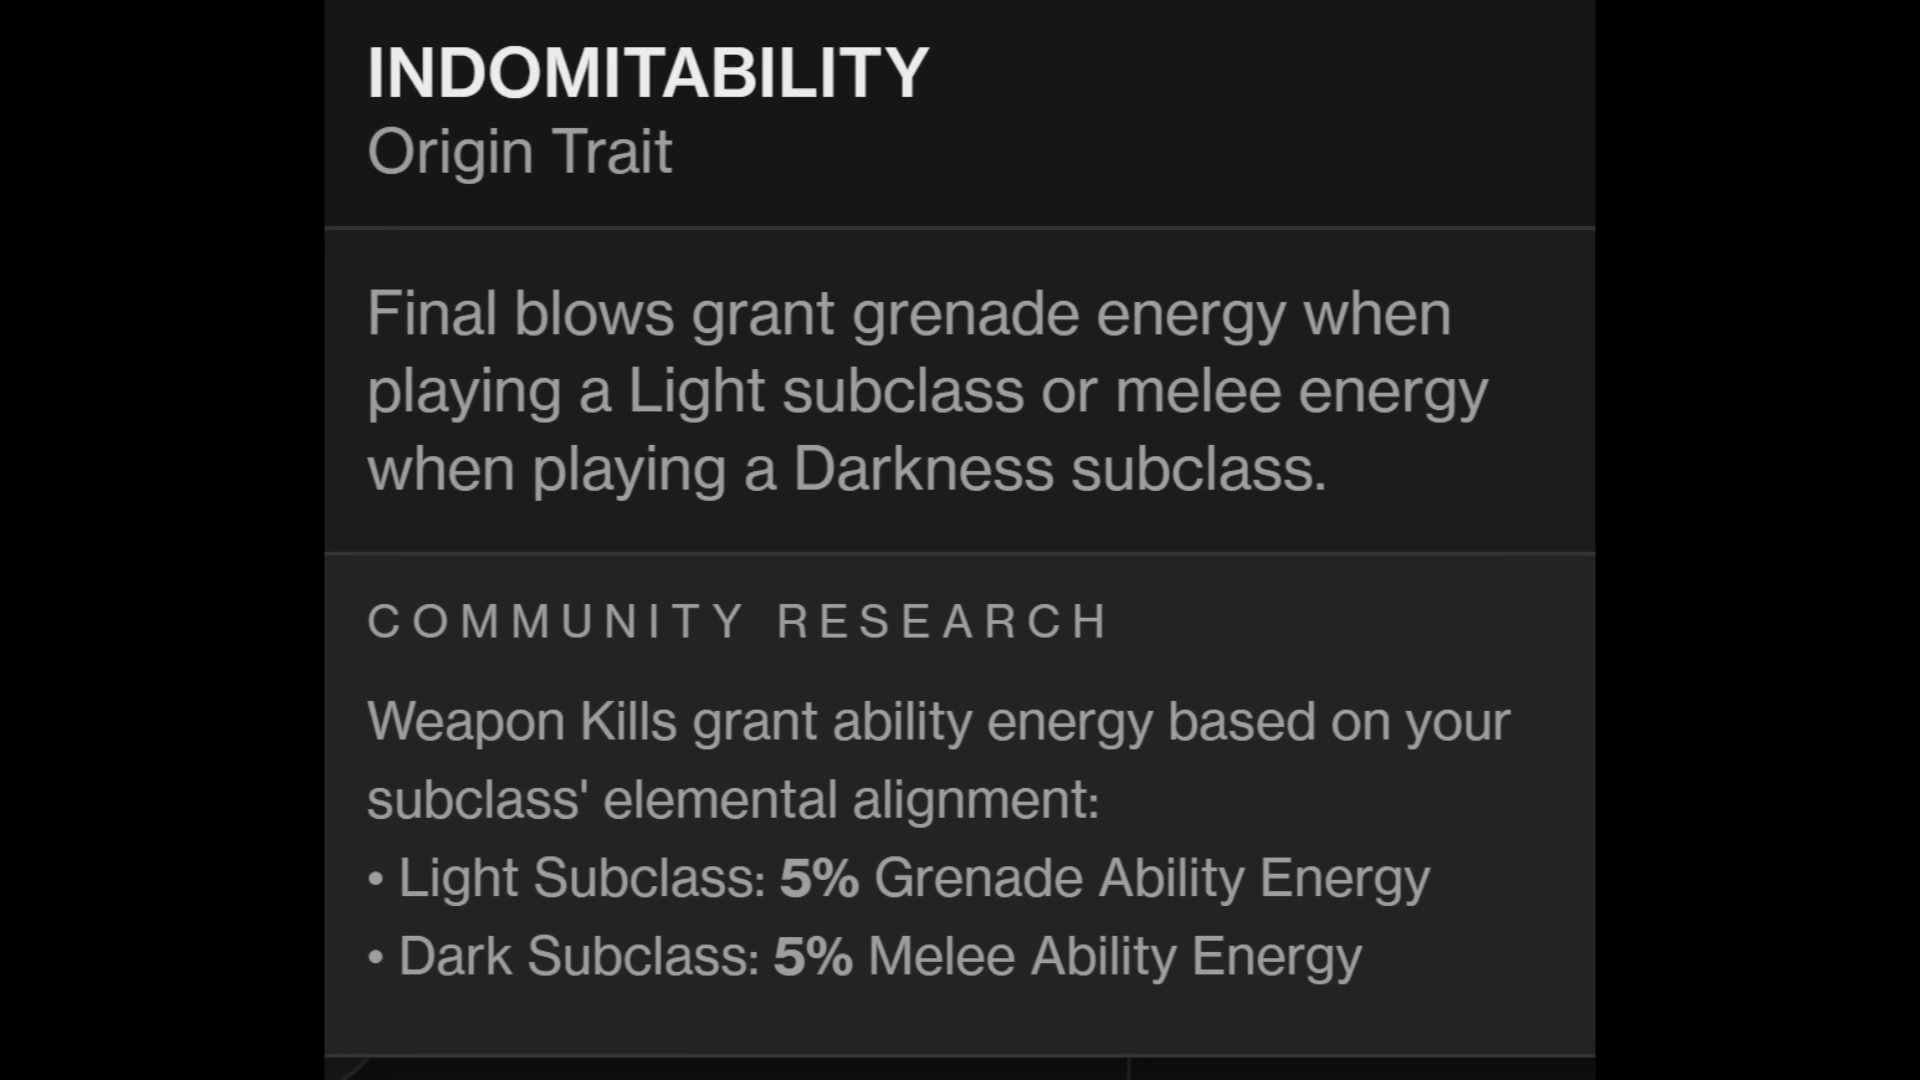 INDOMITABILITY
Origin Trait
Final blows grant grenade energy when
playing a Light subclass or melee energy
when playing a Darkness subclass.
COMMUNITY RESEARCH
Weapon Kills grant ability energy based on your
subclass' elemental alignment:
• Light Subclass: 5% Grenade Ability Energy
• Dark Subclass: 5% Melee Ability Energy